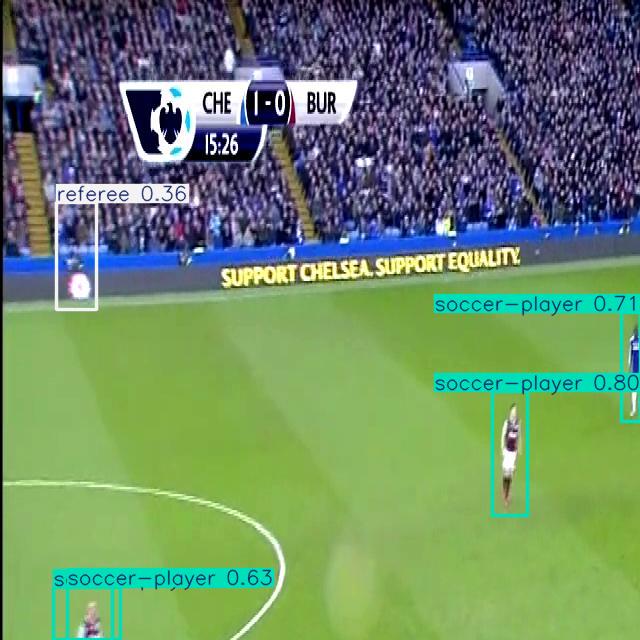 CHE 1-0 BUR
15:26
referee 0.36
SUPPORT CHELSEA. SUPPORT EQUALITY.
soccer-player 0.71
soccer-player 0.80
soccer-player 0.63